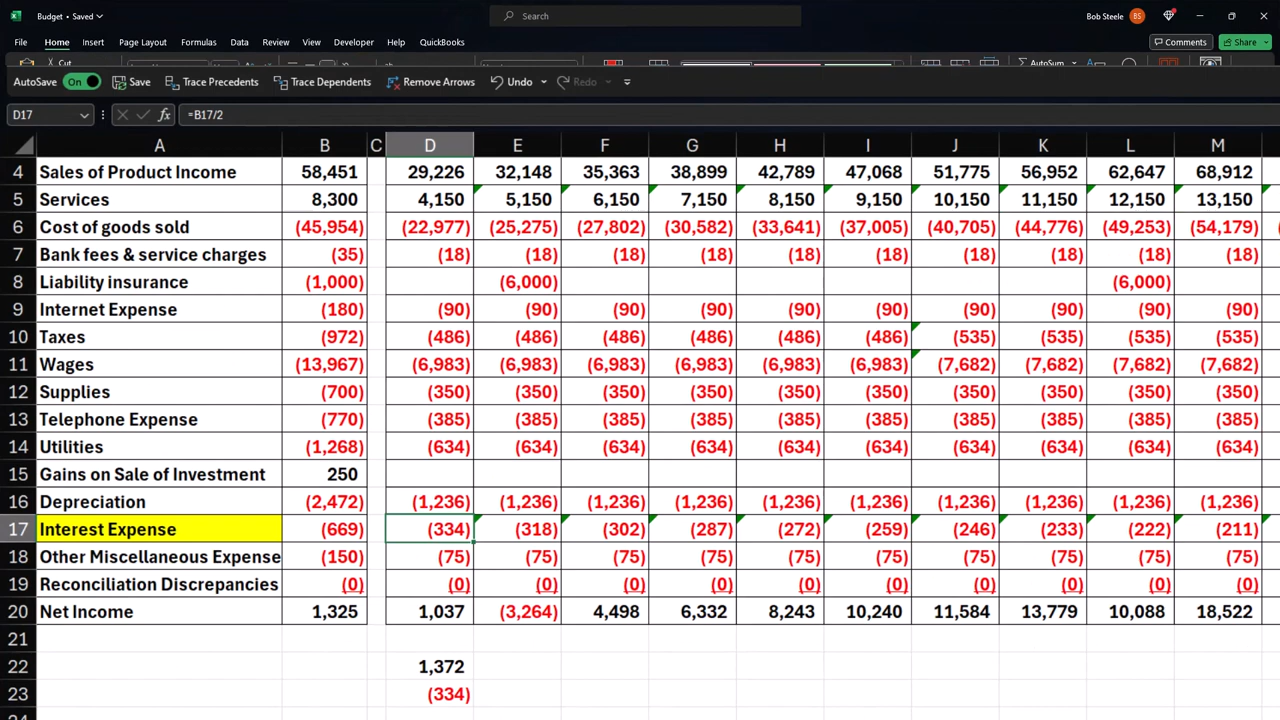 Budget • Saved
Search
Bob Steele
BS
File Home Insert Page Layout Formulas Data Review View Developer Help QuickBooks
Comments
Share
Cut
AutoSum
AutoSave On Save Trace Precedents Trace Dependents Remove Arrows Undo Redo
D17 fx =B17/2
A B C D E F G H I J K L M
4 Sales of Product Income 58,451 29,226 32,148 35,363 38,899 42,789 47,068 51,775 56,952 62,647 68,912
5 Services 8,300 4,150 5,150 6,150 7,150 8,150 9,150 10,150 11,150 12,150 13,150
6 Cost of goods sold (45,954) (22,977) (25,275) (27,802) (30,582) (33,641) (37,005) (40,705) (44,776) (49,253) (54,179)
7 Bank fees & service charges (35) (18) (18) (18) (18) (18) (18) (18) (18) (18) (18)
8 Liability insurance (1,000) (6,000) (6,000)
9 Internet Expense (180) (90) (90) (90) (90) (90) (90) (90) (90) (90) (90)
10 Taxes (972) (486) (486) (486) (486) (486) (486) (535) (535) (535) (535)
11 Wages (13,967) (6,983) (6,983) (6,983) (6,983) (6,983) (6,983) (7,682) (7,682) (7,682) (7,682)
12 Supplies (700) (350) (350) (350) (350) (350) (350) (350) (350) (350) (350)
13 Telephone Expense (770) (385) (385) (385) (385) (385) (385) (385) (385) (385) (385)
14 Utilities (1,268) (634) (634) (634) (634) (634) (634) (634) (634) (634) (634)
15 Gains on Sale of Investment 250
16 Depreciation (2,472) (1,236) (1,236) (1,236) (1,236) (1,236) (1,236) (1,236) (1,236) (1,236) (1,236)
17 Interest Expense (669) (334) (318) (302) (287) (272) (259) (246) (233) (222) (211)
18 Other Miscellaneous Expense (150) (75) (75) (75) (75) (75) (75) (75) (75) (75) (75)
19 Reconciliation Discrepancies (0) (0) (0) (0) (0) (0) (0) (0) (0) (0) (0)
20 Net Income 1,325 1,037 (3,264) 4,498 6,332 8,243 10,240 11,584 13,779 10,088 18,522
21
22 1,372
23 (334)